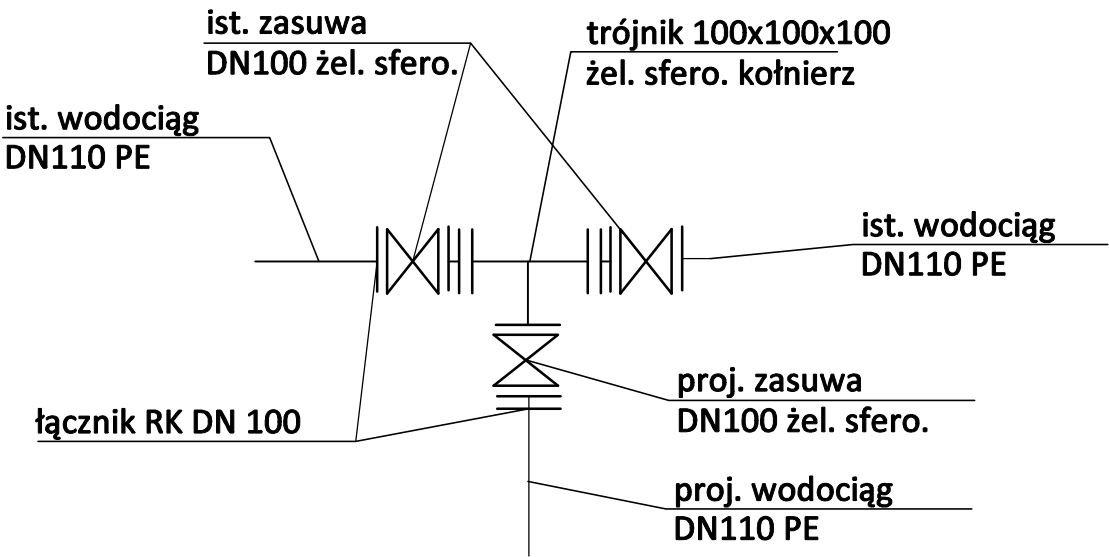 ist. zasuwa
DN100 żel. sfero.
trójnik 100x100x100
żel. sfero. kołnierz
ist. wodociąg
DN110 PE
ist. wodociąg
DN110 PE
proj. zasuwa
DN100 żel. sfero.
łącznik RK DN 100
proj. wodociąg
DN110 PE